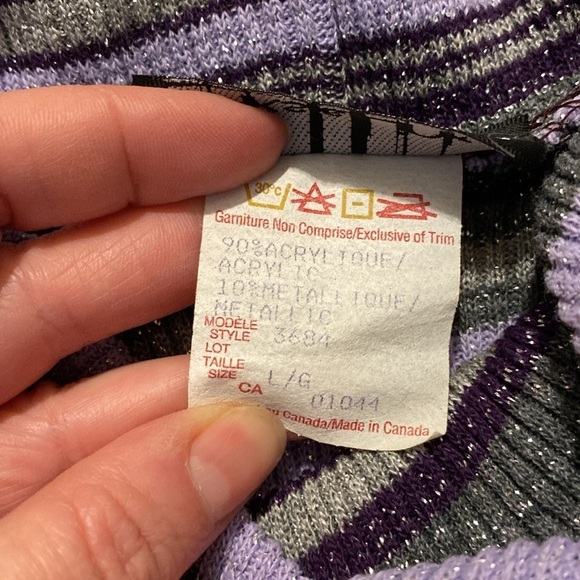 30°C
Garniture Non Comprise/Exclusive of Trim
90%ACRYLIQUE/
ACRYLIC
10%METALLIQUE/
METALLIC
MODÈLE
STYLE 3684
LOT
TAILLE
SIZE L/G
CA 01044
Canada/Made in Canada